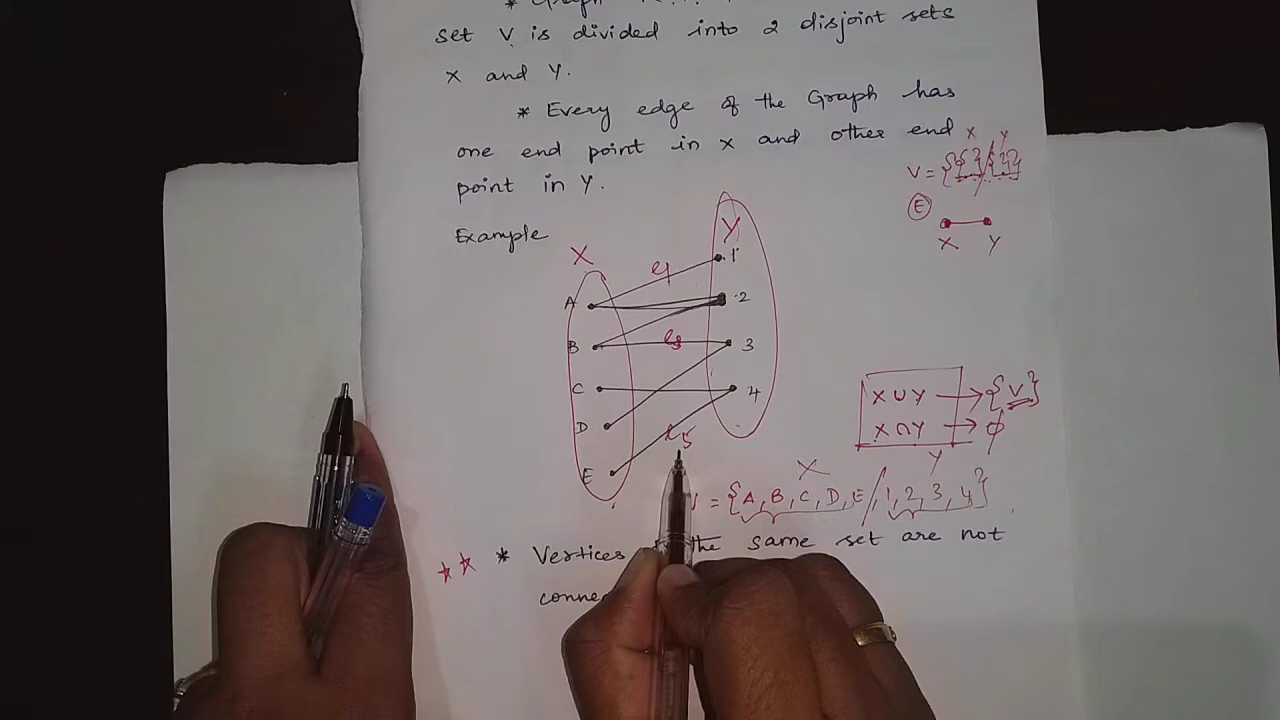 * Graph
set V is divided into 2 disjoint sets
X and Y.
* Every edge of the Graph has
one end point in X and other end
point in Y.
X Y
V = {{ }/{ }}
E
X Y
Example
X Y
e1
e3
e5
A
B
C
D
E
1
2
3
4
X∪Y → {V}
X∩Y → ϕ
X Y
= {A, B, C, D, E / 1, 2, 3, 4}
* Vertices the same set are not